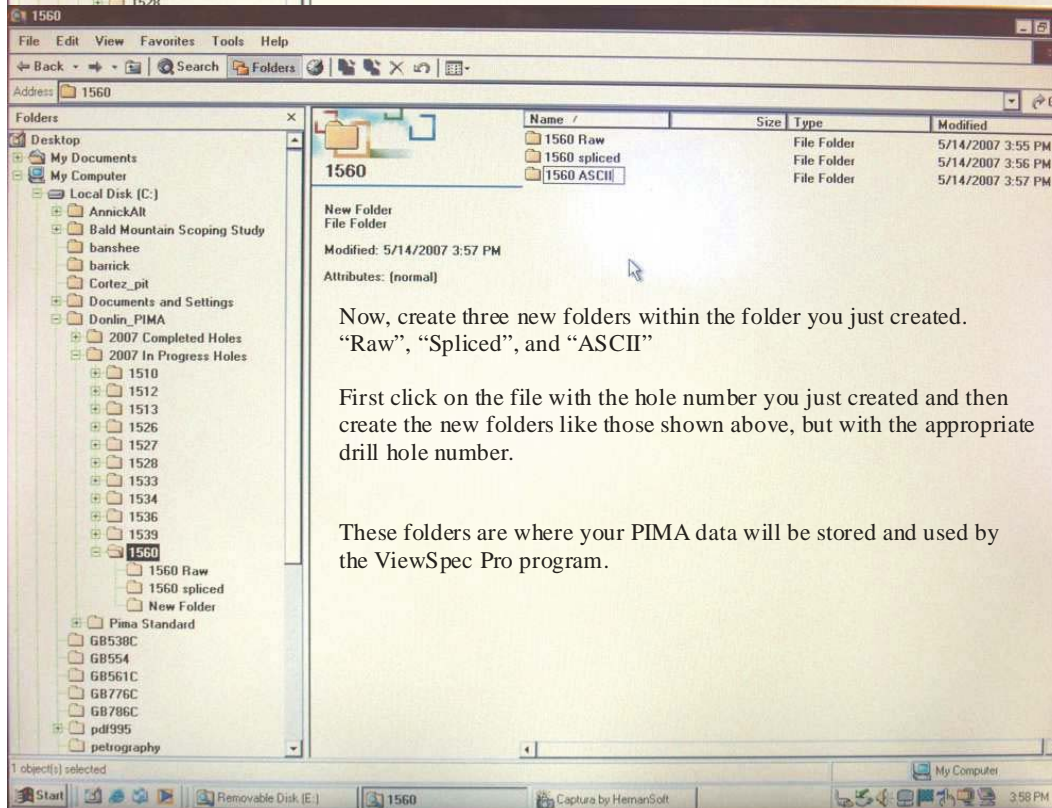 1528
1560
File Edit View Favorites Tools Help
Back Search Folders
Address 1560
Folders
Name Size Type Modified
Desktop
My Documents
My Computer
Local Disk (C:)
AnnickAlt
Bald Mountain Scoping Study
banshee
barrick
Cortez_pit
Documents and Settings
Donlin_PIMA
2007 Completed Holes
2007 In Progress Holes
1510
1512
1513
1526
1527
1528
1533
1534
1536
1539
1560
1560 Raw
1560 spliced
New Folder
Pima Standard
GB538C
GB554
GB561C
GB776C
GB786C
pdf995
petrography
1560
New Folder
File Folder
Modified: 5/14/2007 3:57 PM
Attributes: (normal)
1560 Raw File Folder 5/14/2007 3:55 PM
1560 spliced File Folder 5/14/2007 3:56 PM
1560 ASCII File Folder 5/14/2007 3:57 PM
Now, create three new folders within the folder you just created.
“Raw”, “Spliced”, and “ASCII”
First click on the file with the hole number you just created and then
create the new folders like those shown above, but with the appropriate
drill hole number.
These folders are where your PIMA data will be stored and used by
the ViewSpec Pro program.
1 object(s) selected
My Computer
Start Removable Disk (E:) 1560 Captura by HernanSoft 3:58 PM